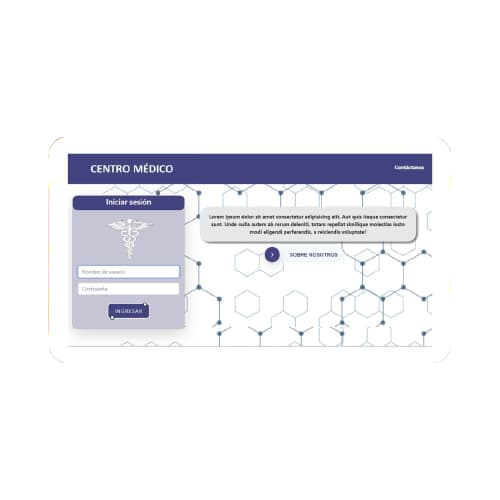 CENTRO MÉDICO
Contáctanos
Iniciar sesión
Nombre de usuario
Contraseña
INGRESAR
Lorem ipsum dolor sit amet consectetur adipisicing elit. Aut quis itaque consectetur
sunt. Unde nulla autem ab rerum deleniti, totam repellat similique molestias iusto
modi eligendi perferendis, a reiciendis voluptate!
SOBRE NOSOTROS